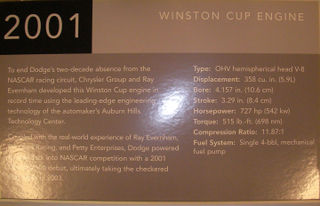 2001
WINSTON CUP ENGINE
To end Dodge's two-decade absence from the
NASCAR racing circuit, Chrysler Group and Ray
Evernham developed this Winston Cup engine in
record time using the leading-edge engineering
technology of the automaker's Auburn Hills
Technology Center.
with the real-world experience of Ray Evernham,
Racing, and Petty Enterprises, Dodge powered
into NASCAR competition with a 2001
debut, ultimately taking the checkered
2003.
Type: OHV hemispherical head V-8
Displacement: 358 cu. in. (5.9L)
Bore: 4.157 in. (10.6 cm)
Stroke: 3.29 in. (8.4 cm)
Horsepower: 727 hp (542 kw)
Torque: 515 lb.-ft. (698 nm)
Compression Ratio: 11.87:1
Fuel System: Single 4-bbl, mechanical
fuel pump